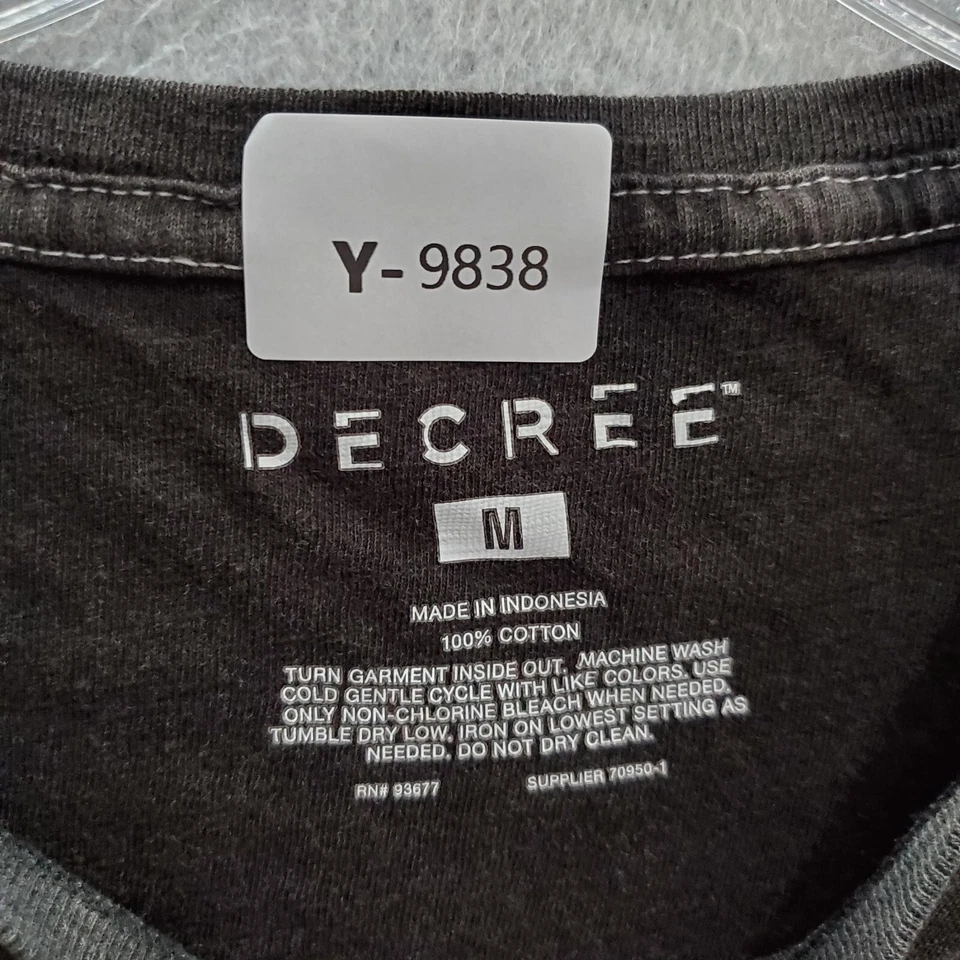 Y-9838
DECREE™
M
MADE IN INDONESIA
100% COTTON
TURN GARMENT INSIDE OUT. MACHINE WASH
COLD GENTLE CYCLE WITH LIKE COLORS. USE
ONLY NON-CHLORINE BLEACH WHEN NEEDED.
TUMBLE DRY LOW. IRON ON LOWEST SETTING AS
NEEDED. DO NOT DRY CLEAN.
RN# 93677 SUPPLIER 70950-1